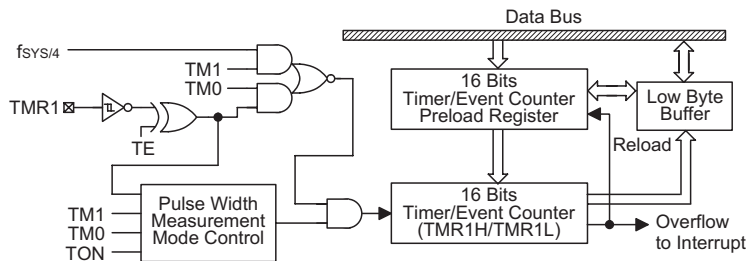 Data Bus
fSYS/4
TM1
TM0
TMR1
TE
16 Bits
Timer/Event Counter
Preload Register
Low Byte
Buffer
Reload
TM1
TM0
TON
Pulse Width
Measurement
Mode Control
16 Bits
Timer/Event Counter
(TMR1H/TMR1L)
Overflow
to Interrupt